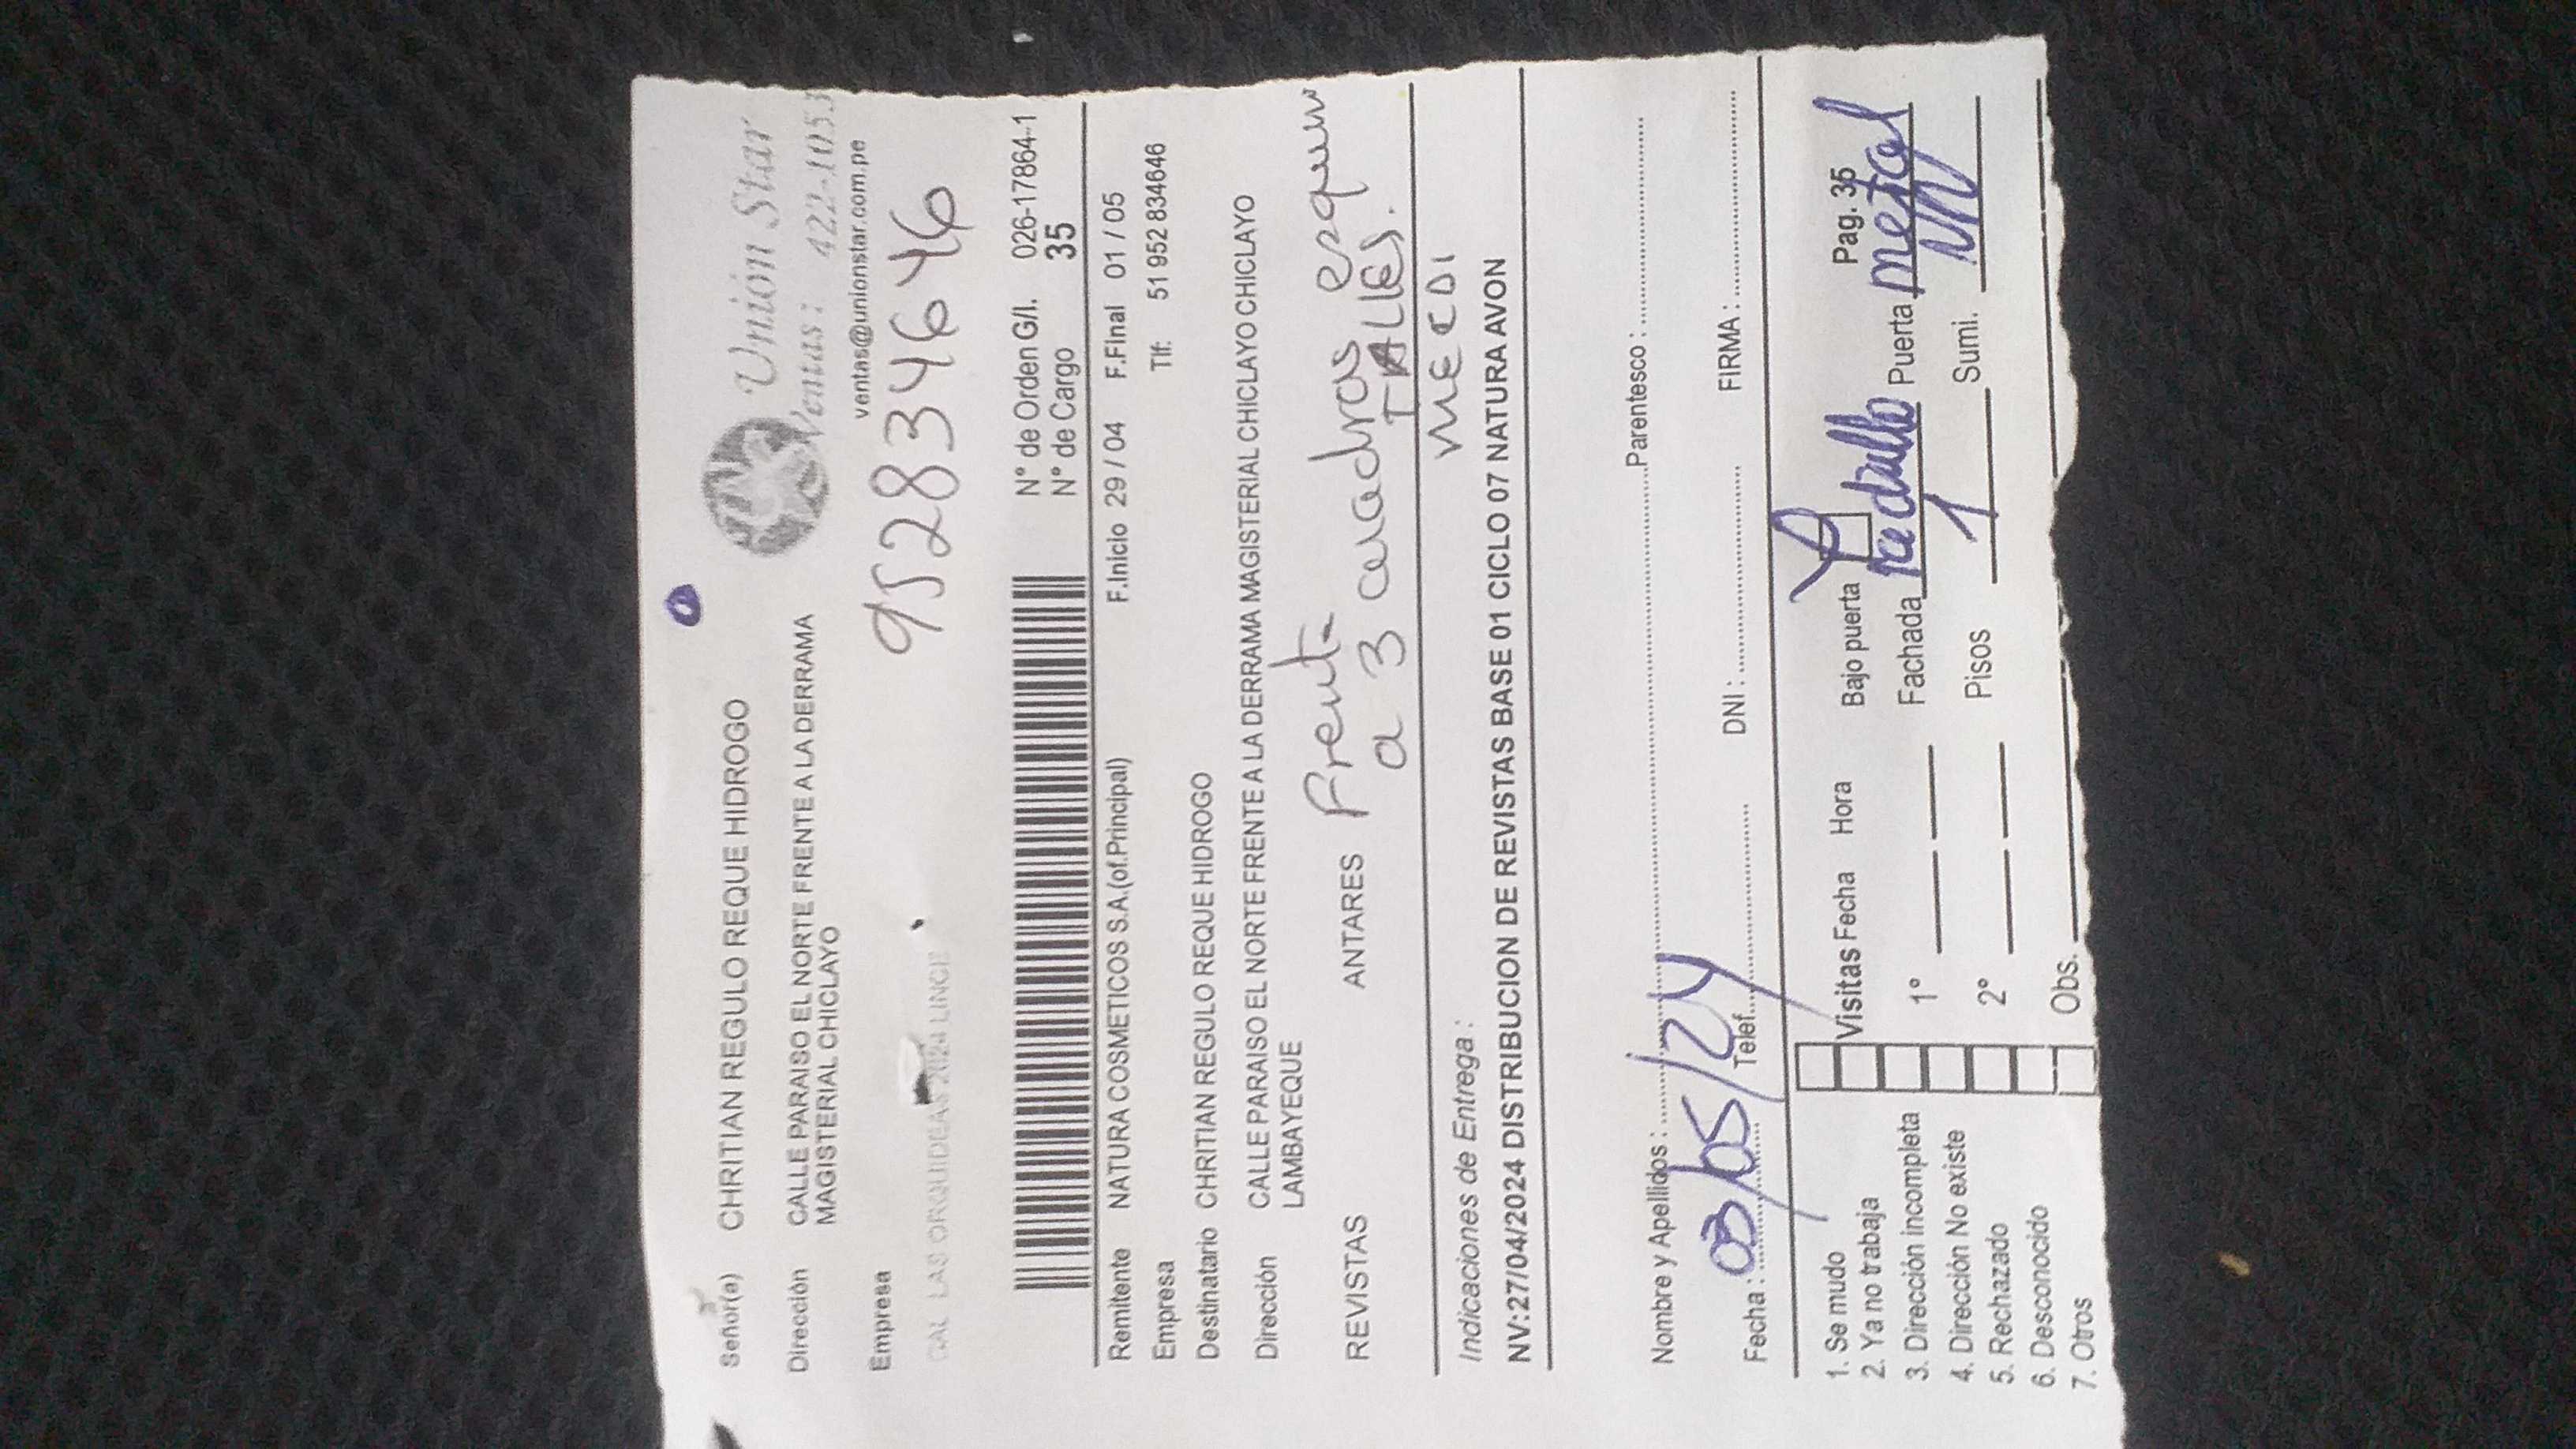 Señor(a) CHRITIAN REGULO REQUE HIDROGO
Unión Star
Ventas: 422-1053
Dirección CALLE PARAISO EL NORTE FRENTE A LA DERRAMA
MAGISTERIAL CHICLAYO
ventas@unionstar.com.pe
Empresa
952834646
CAL LAS ORQUIDEAS 2024 LINCE
N° de Orden G/I. 026-17864-1
N° de Cargo 35
Remitente NATURA COSMETICOS S.A.(of.Principal) F.Inicio 29 / 04 F.Final 01 / 05
Empresa Tlf: 51 952 834646
Destinatario CHRITIAN REGULO REQUE HIDROGO
Dirección CALLE PARAISO EL NORTE FRENTE A LA DERRAMA MAGISTERIAL CHICLAYO CHICLAYO
LAMBAYEQUE
REVISTAS ANTARES Frente
a 3 cuadras
TALLES.
MECDI
Indicaciones de Entrega :
NV:27/04/2024 DISTRIBUCION DE REVISTAS BASE 01 CICLO 07 NATURA AVON
Nombre y Apellidos : Parentesco :
Fecha : 03/05/24 Telef. DNI : FIRMA :
1. Se mudo
2. Ya no trabaja
3. Dirección incompleta
4. Dirección No existe
5. Rechazado
6. Desconocido
7. Otros
Visitas Fecha Hora Bajo puerta Pag. 35
1° Fachada Puerta metal
2° Pisos 1 Sumi.
Obs.